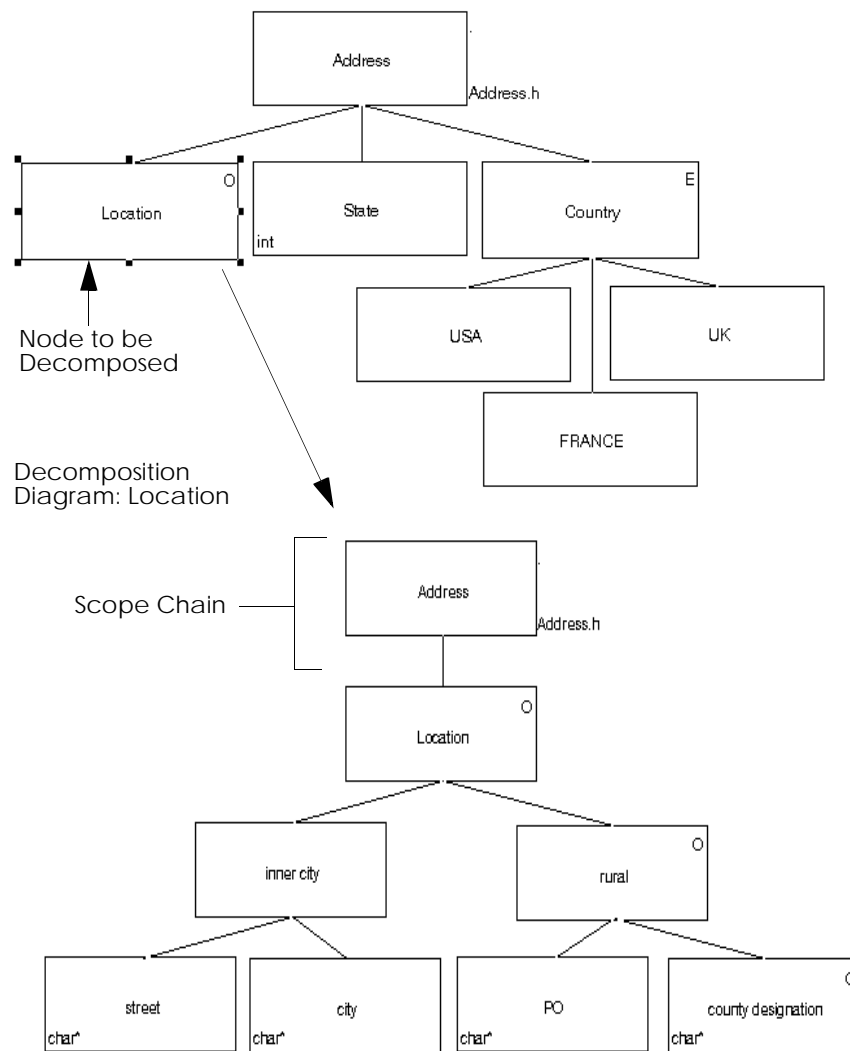 Address
Address.h
O
Location
State
int
E
Country
USA
UK
FRANCE
Node to be
Decomposed
Decomposition
Diagram: Location
Scope Chain
Address
Address.h
O
Location
inner city
O
rural
street
char^
city
char^
PO
char^
O
county designation
char^